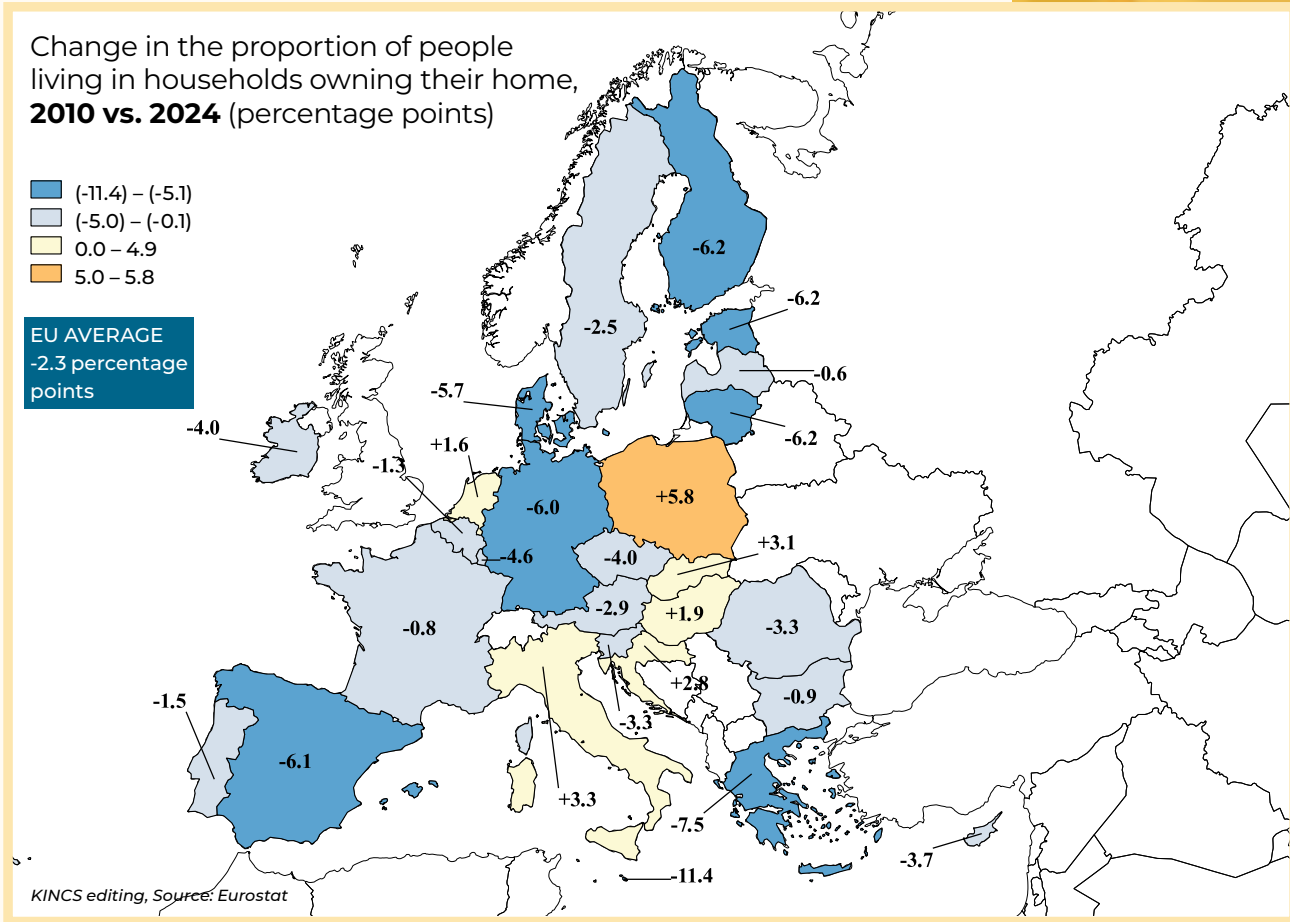 Change in the proportion of people
living in households owning their home,
2010 vs. 2024 (percentage points)
(-11.4) – (-5.1)
(-5.0) – (-0.1)
0.0 – 4.9
5.0 – 5.8
EU AVERAGE
-2.3 percentage
points
-6.2
-6.2
-2.5
-0.6
-5.7
-6.2
-4.0
+1.6
-1.3
+5.8
-6.0
+3.1
-4.6
-4.0
-2.9
+1.9
-0.8
-3.3
+2.8
-0.9
-1.5
-3.3
-6.1
+3.3
-7.5
-3.7
-11.4
KINCS editing, Source: Eurostat